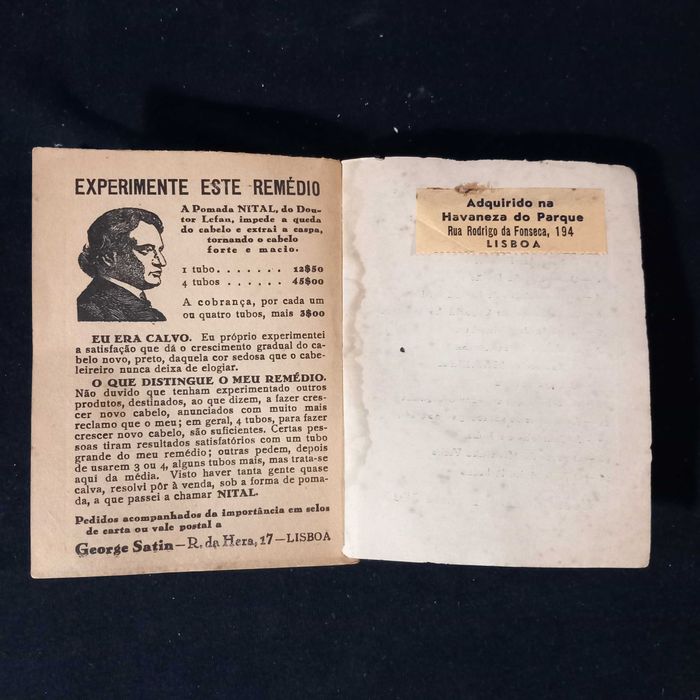 EXPERIMENTE ESTE REMÉDIO
A Pomada NITAL, do Dou-
tor Lefan, impede a queda
do cabelo e extrai a caspa,
tornando o cabelo
forte e macio.
1 tubo . . . . . . . 12$50
4 tubos . . . . . . 45$00
A cobrança, por cada um
ou quatro tubos, mais 3$00
EU ERA CALVO. Eu próprio experimentei
a satisfação que dá o crescimento gradual do ca-
belo novo, preto, daquela cor sedosa que o cabe-
leireiro nunca deixa de elogiar.
O QUE DISTINGUE O MEU REMÉDIO.
Não duvido que tenham experimentado outros
produtos, destinados, ao que dizem, a fazer cres-
cer novo cabelo, anunciados com muito mais
reclamo que o meu; em geral, 4 tubos, para fazer
crescer novo cabelo, são suficientes. Certas pes-
soas tiram resultados satisfatórios com um tubo
grande do meu remédio; outras pedem, depois
de usarem 3 ou 4, alguns tubos mais, mas trata-se
aqui da média. Visto haver tanta gente quase
calva, resolvi pôr à venda, sob a forma de poma-
da, a que passei a chamar NITAL.
Pedidos acompanhados da importância em selos
de carta ou vale postal a
George Satin—R. da Hera, 17—LISBOA
Adquirido na
Havaneza do Parque
Rua Rodrigo da Fonseca, 194
LISBOA